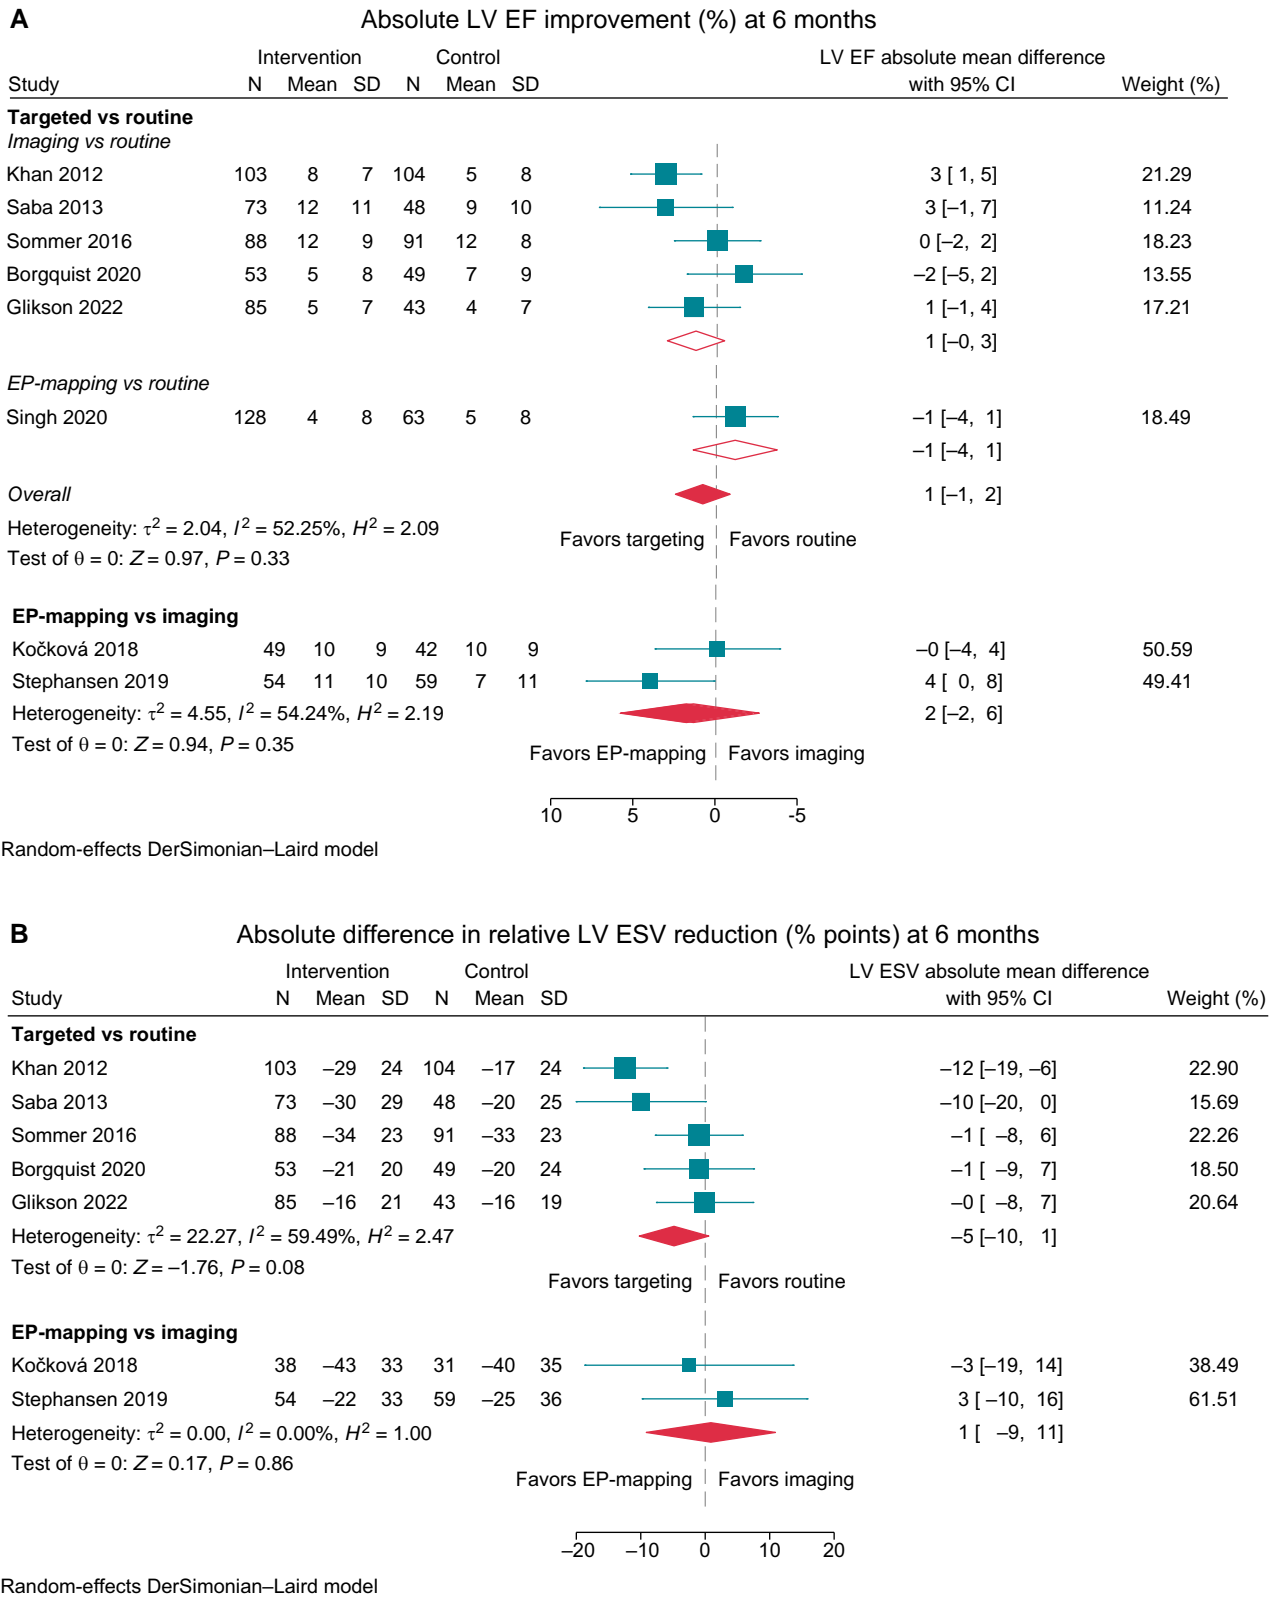 A Absolute LV EF improvement (%) at 6 months
Intervention Control LV EF absolute mean difference
Study N Mean SD N Mean SD with 95% CI Weight (%)
Targeted vs routine
Imaging vs routine
Khan 2012 103 8 7 104 5 8 3 [ 1, 5] 21.29
Saba 2013 73 12 11 48 9 10 3 [–1, 7] 11.24
Sommer 2016 88 12 9 91 12 8 0 [–2, 2] 18.23
Borgquist 2020 53 5 8 49 7 9 –2 [–5, 2] 13.55
Glikson 2022 85 5 7 43 4 7 1 [–1, 4] 17.21
1 [–0, 3]
EP-mapping vs routine
Singh 2020 128 4 8 63 5 8 –1 [–4, 1] 18.49
–1 [–4, 1]
Overall 1 [–1, 2]
Heterogeneity: τ² = 2.04, I² = 52.25%, H² = 2.09
Favors targeting Favors routine
Test of θ = 0: Z = 0.97, P = 0.33
EP-mapping vs imaging
Kočková 2018 49 10 9 42 10 9 –0 [–4, 4] 50.59
Stephansen 2019 54 11 10 59 7 11 4 [ 0, 8] 49.41
Heterogeneity: τ² = 4.55, I² = 54.24%, H² = 2.19 2 [–2, 6]
Test of θ = 0: Z = 0.94, P = 0.35
Favors EP-mapping Favors imaging
10 5 0 -5
Random-effects DerSimonian–Laird model
B Absolute difference in relative LV ESV reduction (% points) at 6 months
Intervention Control LV ESV absolute mean difference
Study N Mean SD N Mean SD with 95% CI Weight (%)
Targeted vs routine
Khan 2012 103 –29 24 104 –17 24 –12 [–19, –6] 22.90
Saba 2013 73 –30 29 48 –20 25 –10 [–20, 0] 15.69
Sommer 2016 88 –34 23 91 –33 23 –1 [ –8, 6] 22.26
Borgquist 2020 53 –21 20 49 –20 24 –1 [ –9, 7] 18.50
Glikson 2022 85 –16 21 43 –16 19 –0 [ –8, 7] 20.64
Heterogeneity: τ² = 22.27, I² = 59.49%, H² = 2.47 –5 [–10, 1]
Test of θ = 0: Z = –1.76, P = 0.08
Favors targeting Favors routine
EP-mapping vs imaging
Kočková 2018 38 –43 33 31 –40 35 –3 [–19, 14] 38.49
Stephansen 2019 54 –22 33 59 –25 36 3 [ –10, 16] 61.51
Heterogeneity: τ² = 0.00, I² = 0.00%, H² = 1.00 1 [ –9, 11]
Test of θ = 0: Z = 0.17, P = 0.86
Favors EP-mapping Favors imaging
–20 –10 0 10 20
Random-effects DerSimonian–Laird model